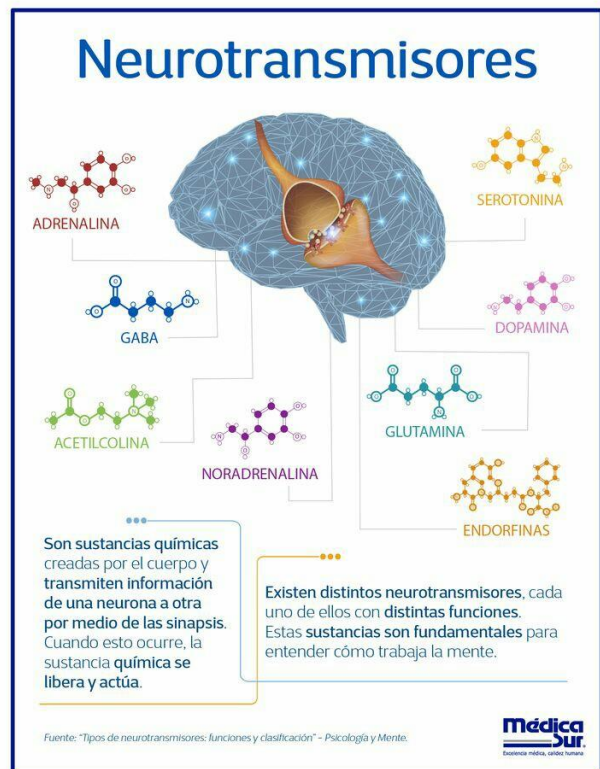 Neurotransmisores
ADRENALINA
SEROTONINA
GABA
DOPAMINA
ACETILCOLINA
GLUTAMINA
NORADRENALINA
ENDORFINAS
Son sustancias químicas
creadas por el cuerpo y
transmiten información
de una neurona a otra
por medio de las sinapsis.
Cuando esto ocurre, la
sustancia química se
libera y actúa.
Existen distintos neurotransmisores, cada
uno de ellos con distintas funciones.
Estas sustancias son fundamentales para
entender cómo trabaja la mente.
Fuente: "Tipos de neurotransmisores: funciones y clasificación" - Psicología y Mente.
Médica
Sur
Excelencia médica, calidez humana